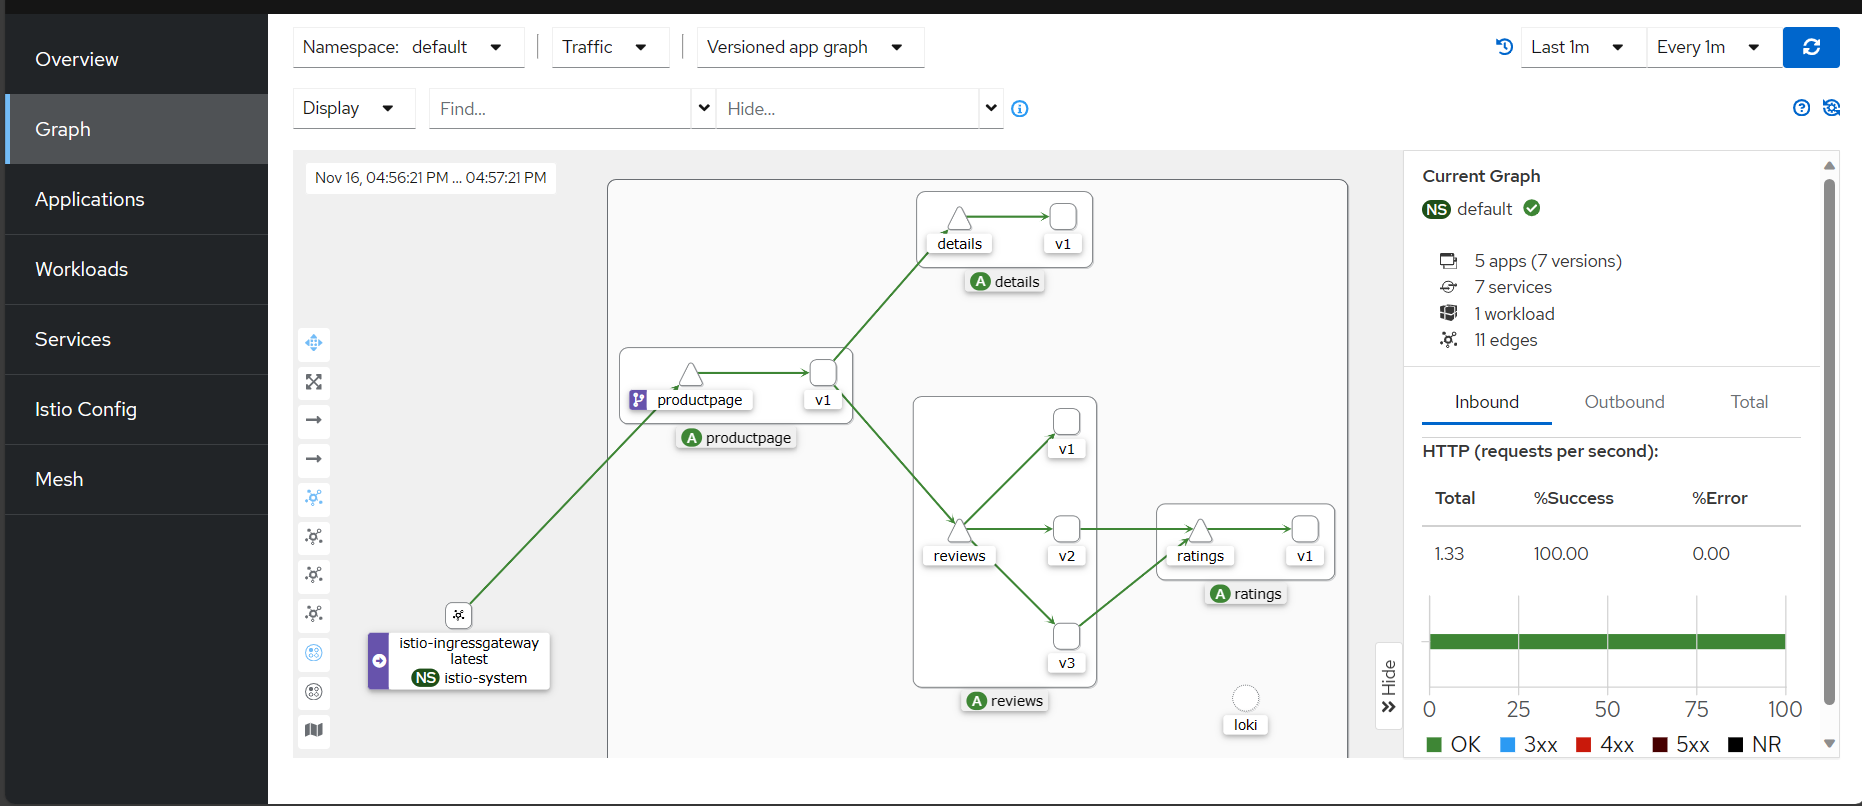 Overview
Graph
Applications
Workloads
Services
Istio Config
Mesh
Namespace: default
Traffic
Versioned app graph
Last 1m
Every 1m
Display
Find...
Hide...
Nov 16, 04:56:21 PM ... 04:57:21 PM
details
v1
A details
productpage
v1
A productpage
v1
reviews
v2
v3
A reviews
ratings
v1
A ratings
istio-ingressgateway
latest
NS istio-system
loki
Hide
Current Graph
NS default
5 apps (7 versions)
7 services
1 workload
11 edges
Inbound Outbound Total
HTTP (requests per second):
Total %Success %Error
1.33 100.00 0.00
0 25 50 75 100
OK 3xx 4xx 5xx NR